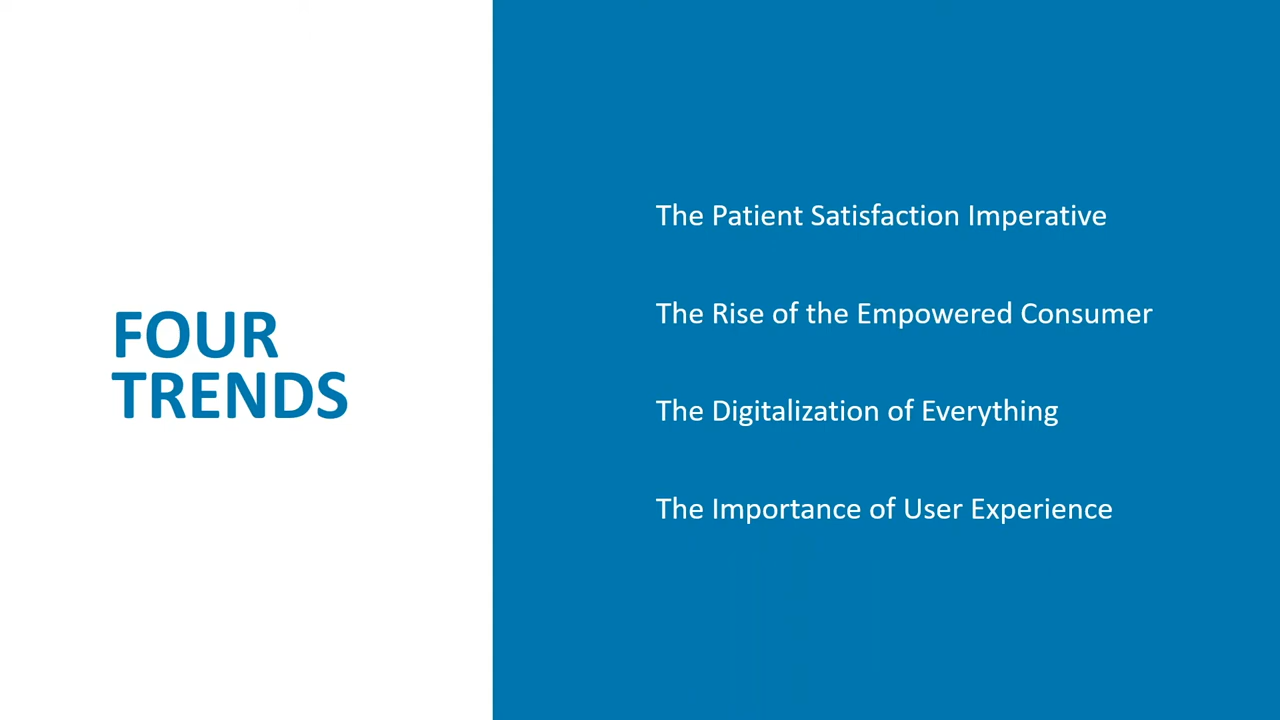 FOUR
TRENDS
The Patient Satisfaction Imperative
The Rise of the Empowered Consumer
The Digitalization of Everything
The Importance of User Experience